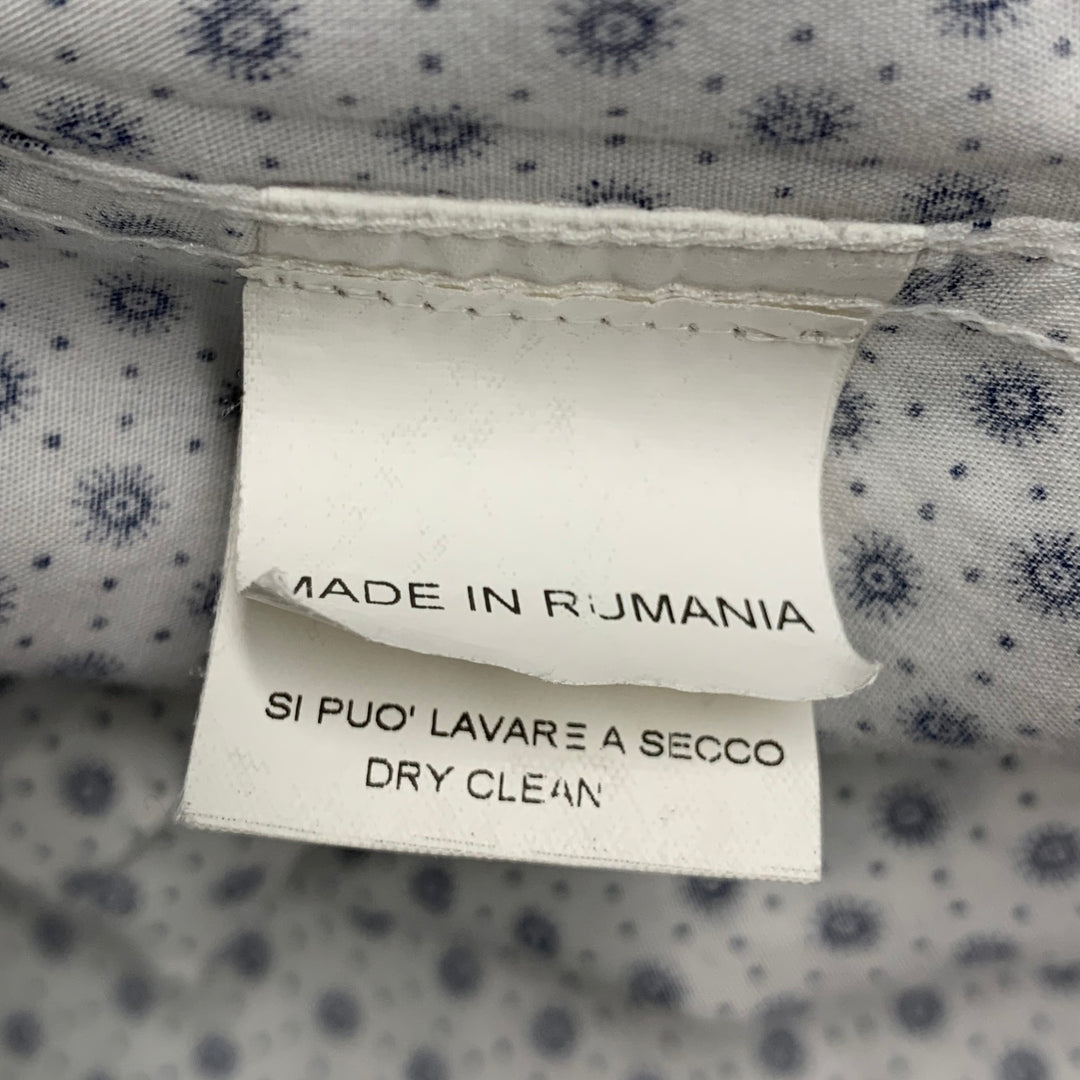 MADE IN RUMANIA
SI PUO' LAVARE A SECCO
DRY CLEAN